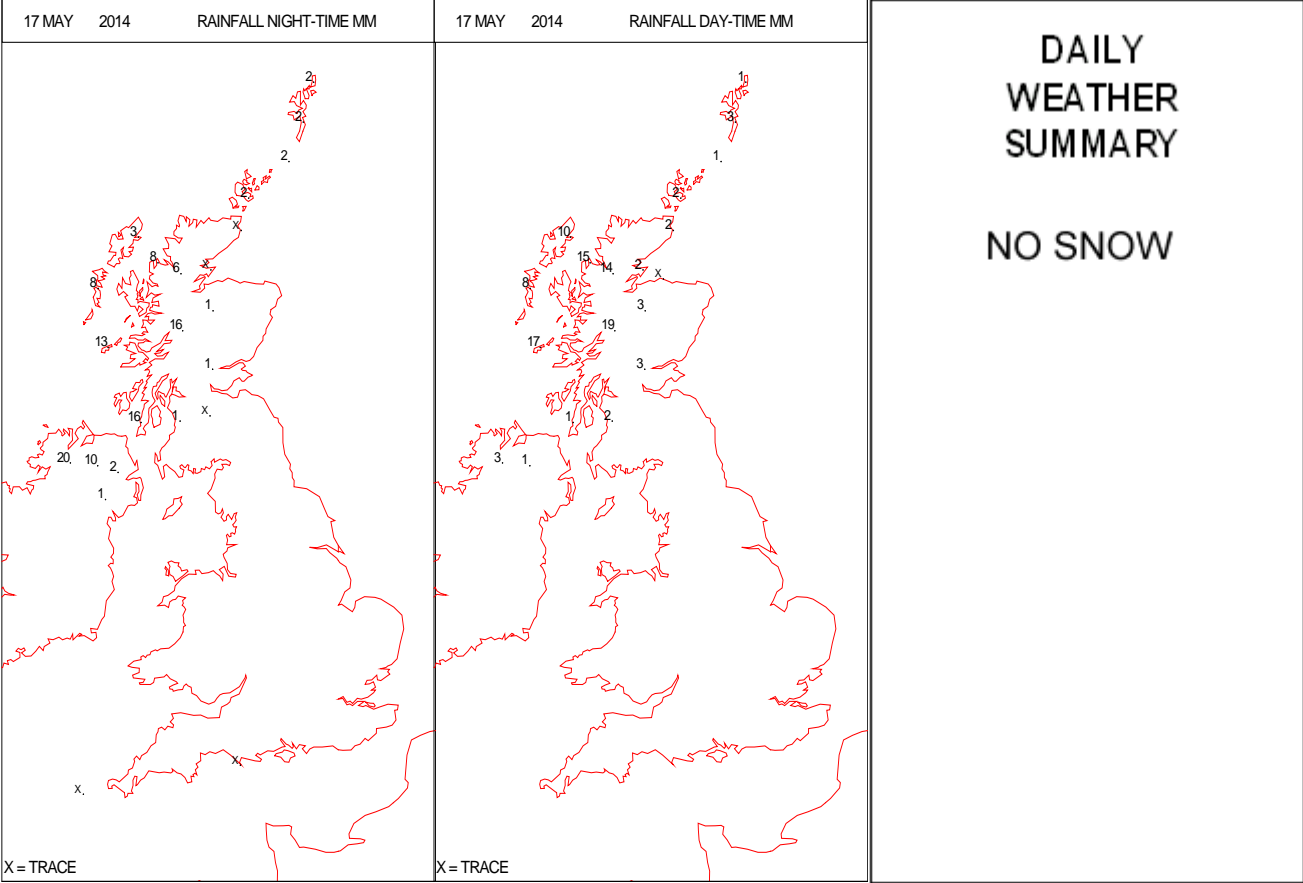 17 MAY 2014 RAINFALL NIGHT-TIME MM
2
2
2
2
X
3
8
6
X
8
1
16
13
1
16
1
X
20
10
2
1
X
X
X = TRACE
17 MAY 2014 RAINFALL DAY-TIME MM
1
3
1
2
2
10
15
14
2
X
8
3
19
17
3
1
2
3
1
X = TRACE
DAILY
WEATHER
SUMMARY
NO SNOW